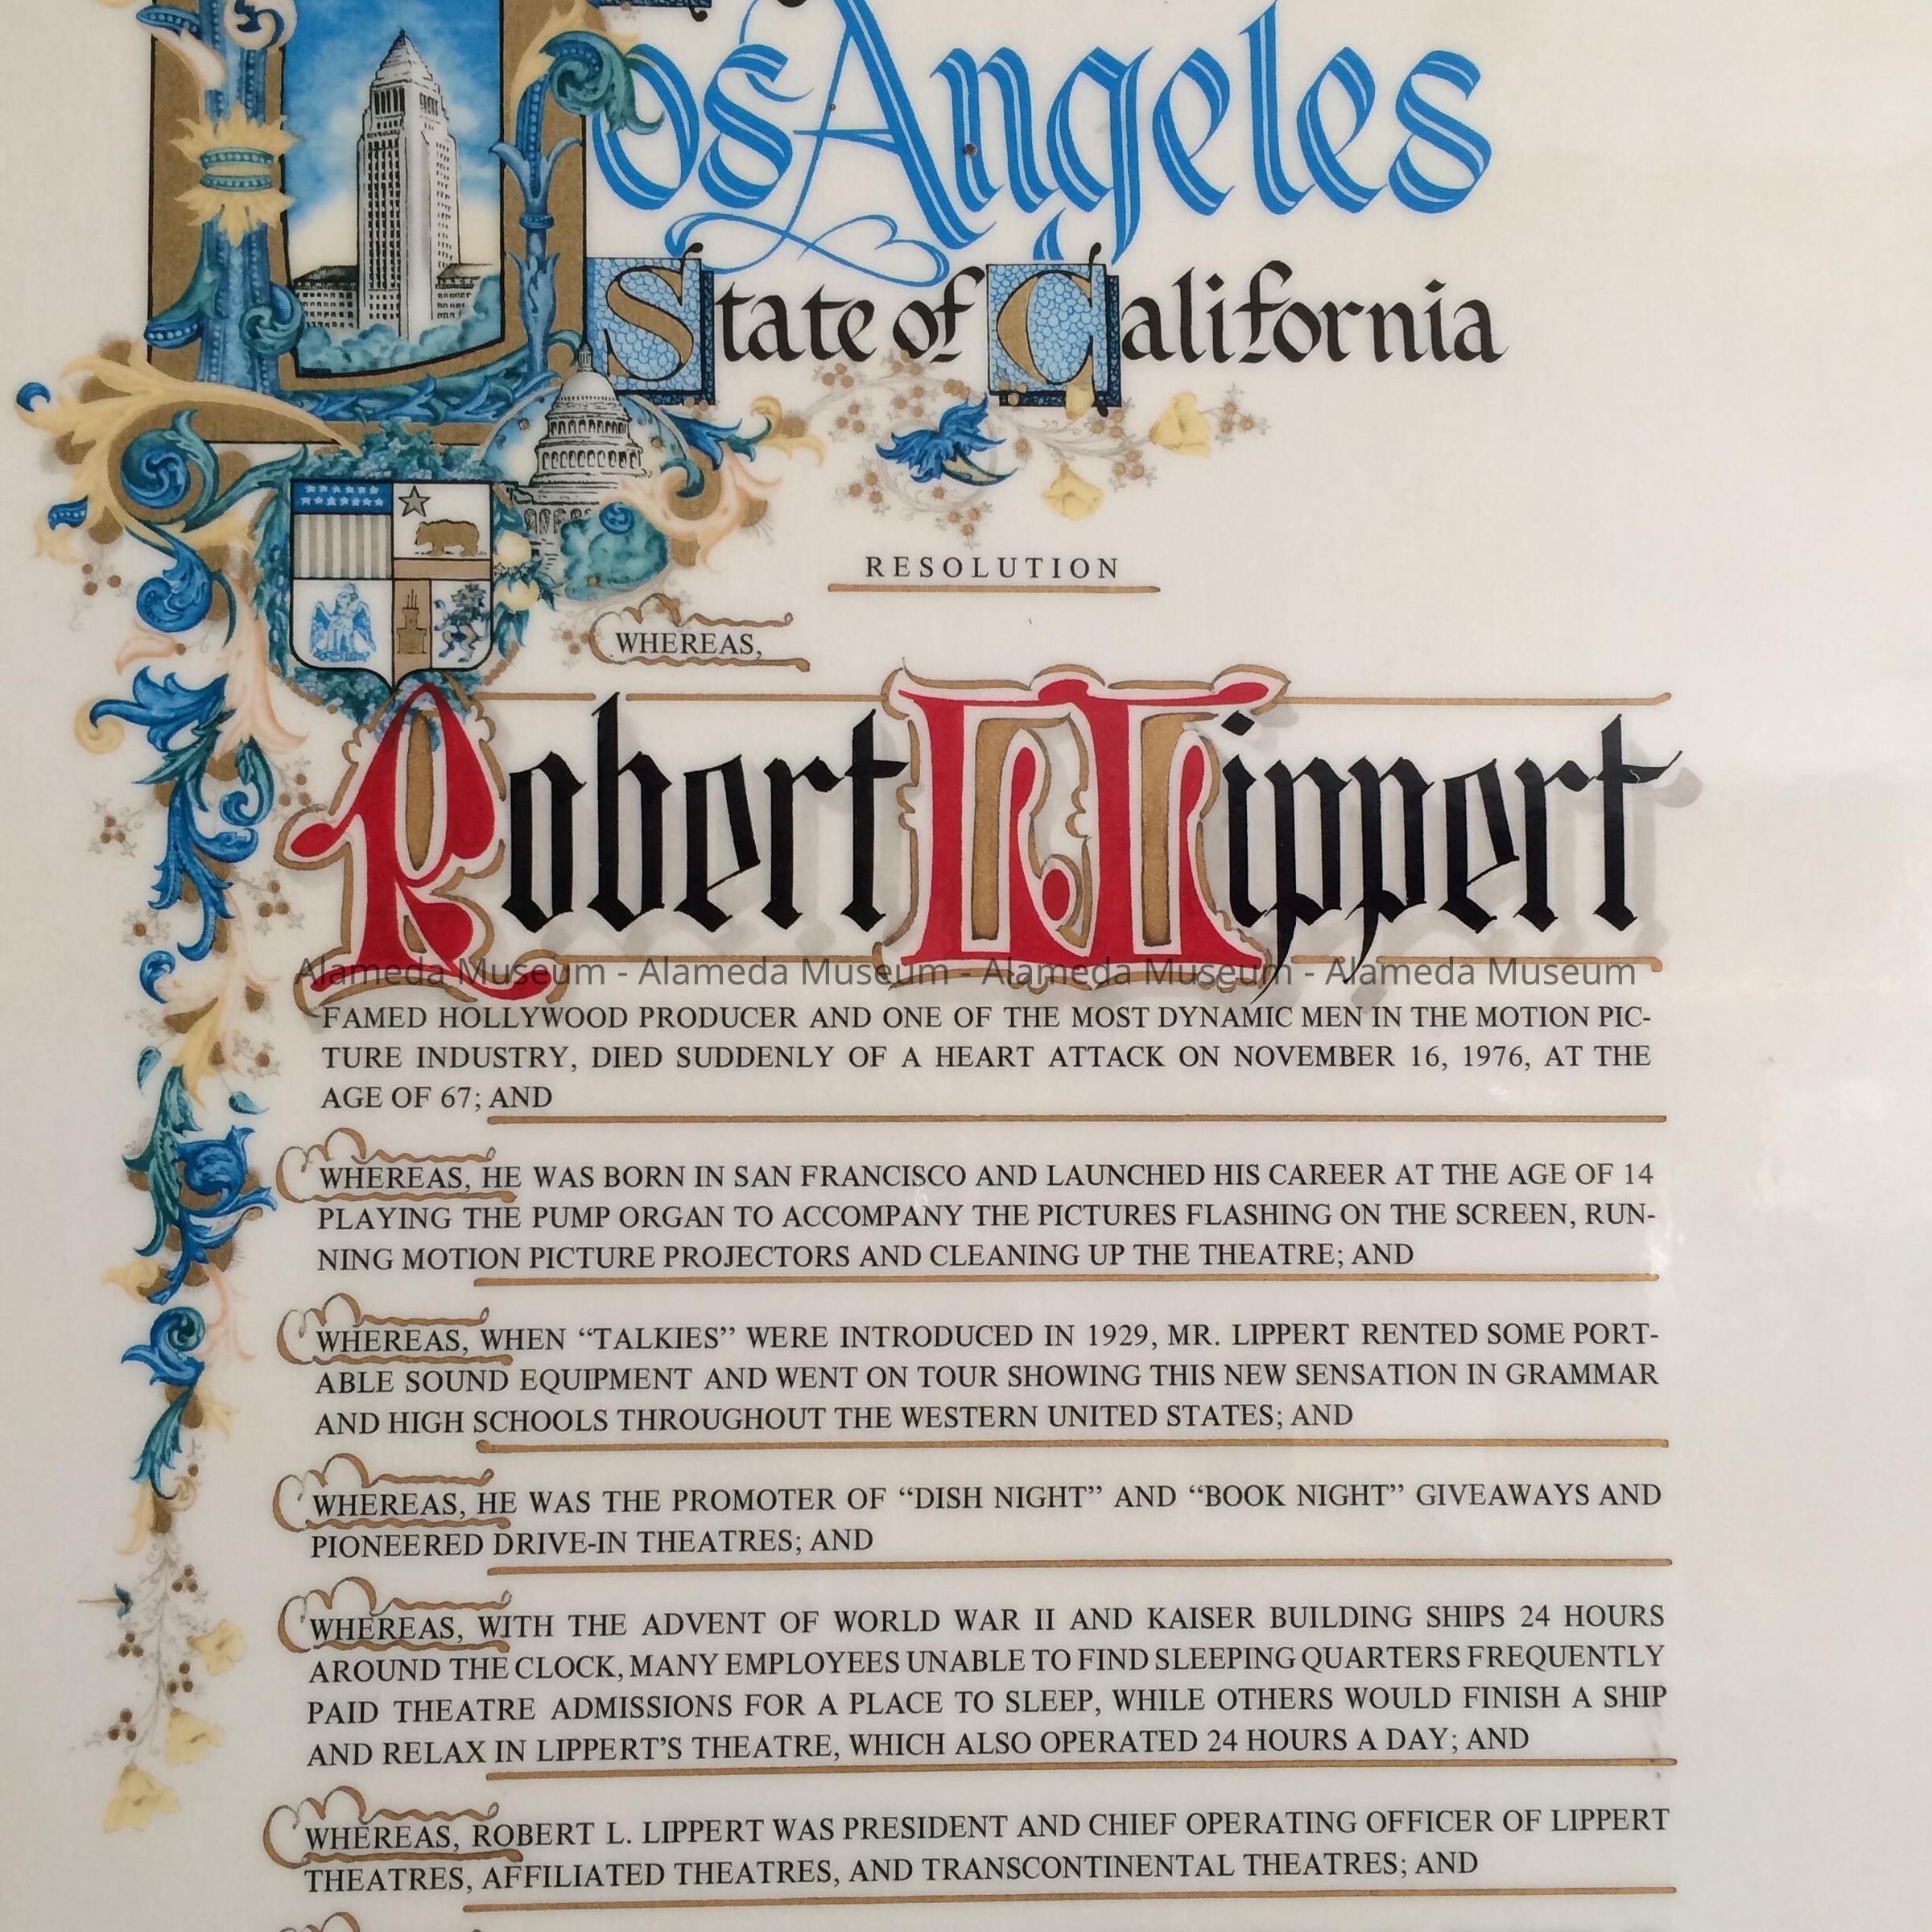 Los Angeles
State of California
RESOLUTION
WHEREAS,
Robert L. Lippert
Alameda Museum - Alameda Museum - Alameda Museum - Alameda Museum
FAMED HOLLYWOOD PRODUCER AND ONE OF THE MOST DYNAMIC MEN IN THE MOTION PIC-
TURE INDUSTRY, DIED SUDDENLY OF A HEART ATTACK ON NOVEMBER 16, 1976, AT THE
AGE OF 67; AND
WHEREAS, HE WAS BORN IN SAN FRANCISCO AND LAUNCHED HIS CAREER AT THE AGE OF 14
PLAYING THE PUMP ORGAN TO ACCOMPANY THE PICTURES FLASHING ON THE SCREEN, RUN-
NING MOTION PICTURE PROJECTORS AND CLEANING UP THE THEATRE; AND
WHEREAS, WHEN “TALKIES” WERE INTRODUCED IN 1929, MR. LIPPERT RENTED SOME PORT-
ABLE SOUND EQUIPMENT AND WENT ON TOUR SHOWING THIS NEW SENSATION IN GRAMMAR
AND HIGH SCHOOLS THROUGHOUT THE WESTERN UNITED STATES; AND
WHEREAS, HE WAS THE PROMOTER OF “DISH NIGHT” AND “BOOK NIGHT” GIVEAWAYS AND
PIONEERED DRIVE-IN THEATRES; AND
WHEREAS, WITH THE ADVENT OF WORLD WAR II AND KAISER BUILDING SHIPS 24 HOURS
AROUND THE CLOCK, MANY EMPLOYEES UNABLE TO FIND SLEEPING QUARTERS FREQUENTLY
PAID THEATRE ADMISSIONS FOR A PLACE TO SLEEP, WHILE OTHERS WOULD FINISH A SHIP
AND RELAX IN LIPPERT’S THEATRE, WHICH ALSO OPERATED 24 HOURS A DAY; AND
WHEREAS, ROBERT L. LIPPERT WAS PRESIDENT AND CHIEF OPERATING OFFICER OF LIPPERT
THEATRES, AFFILIATED THEATRES, AND TRANSCONTINENTAL THEATRES; AND